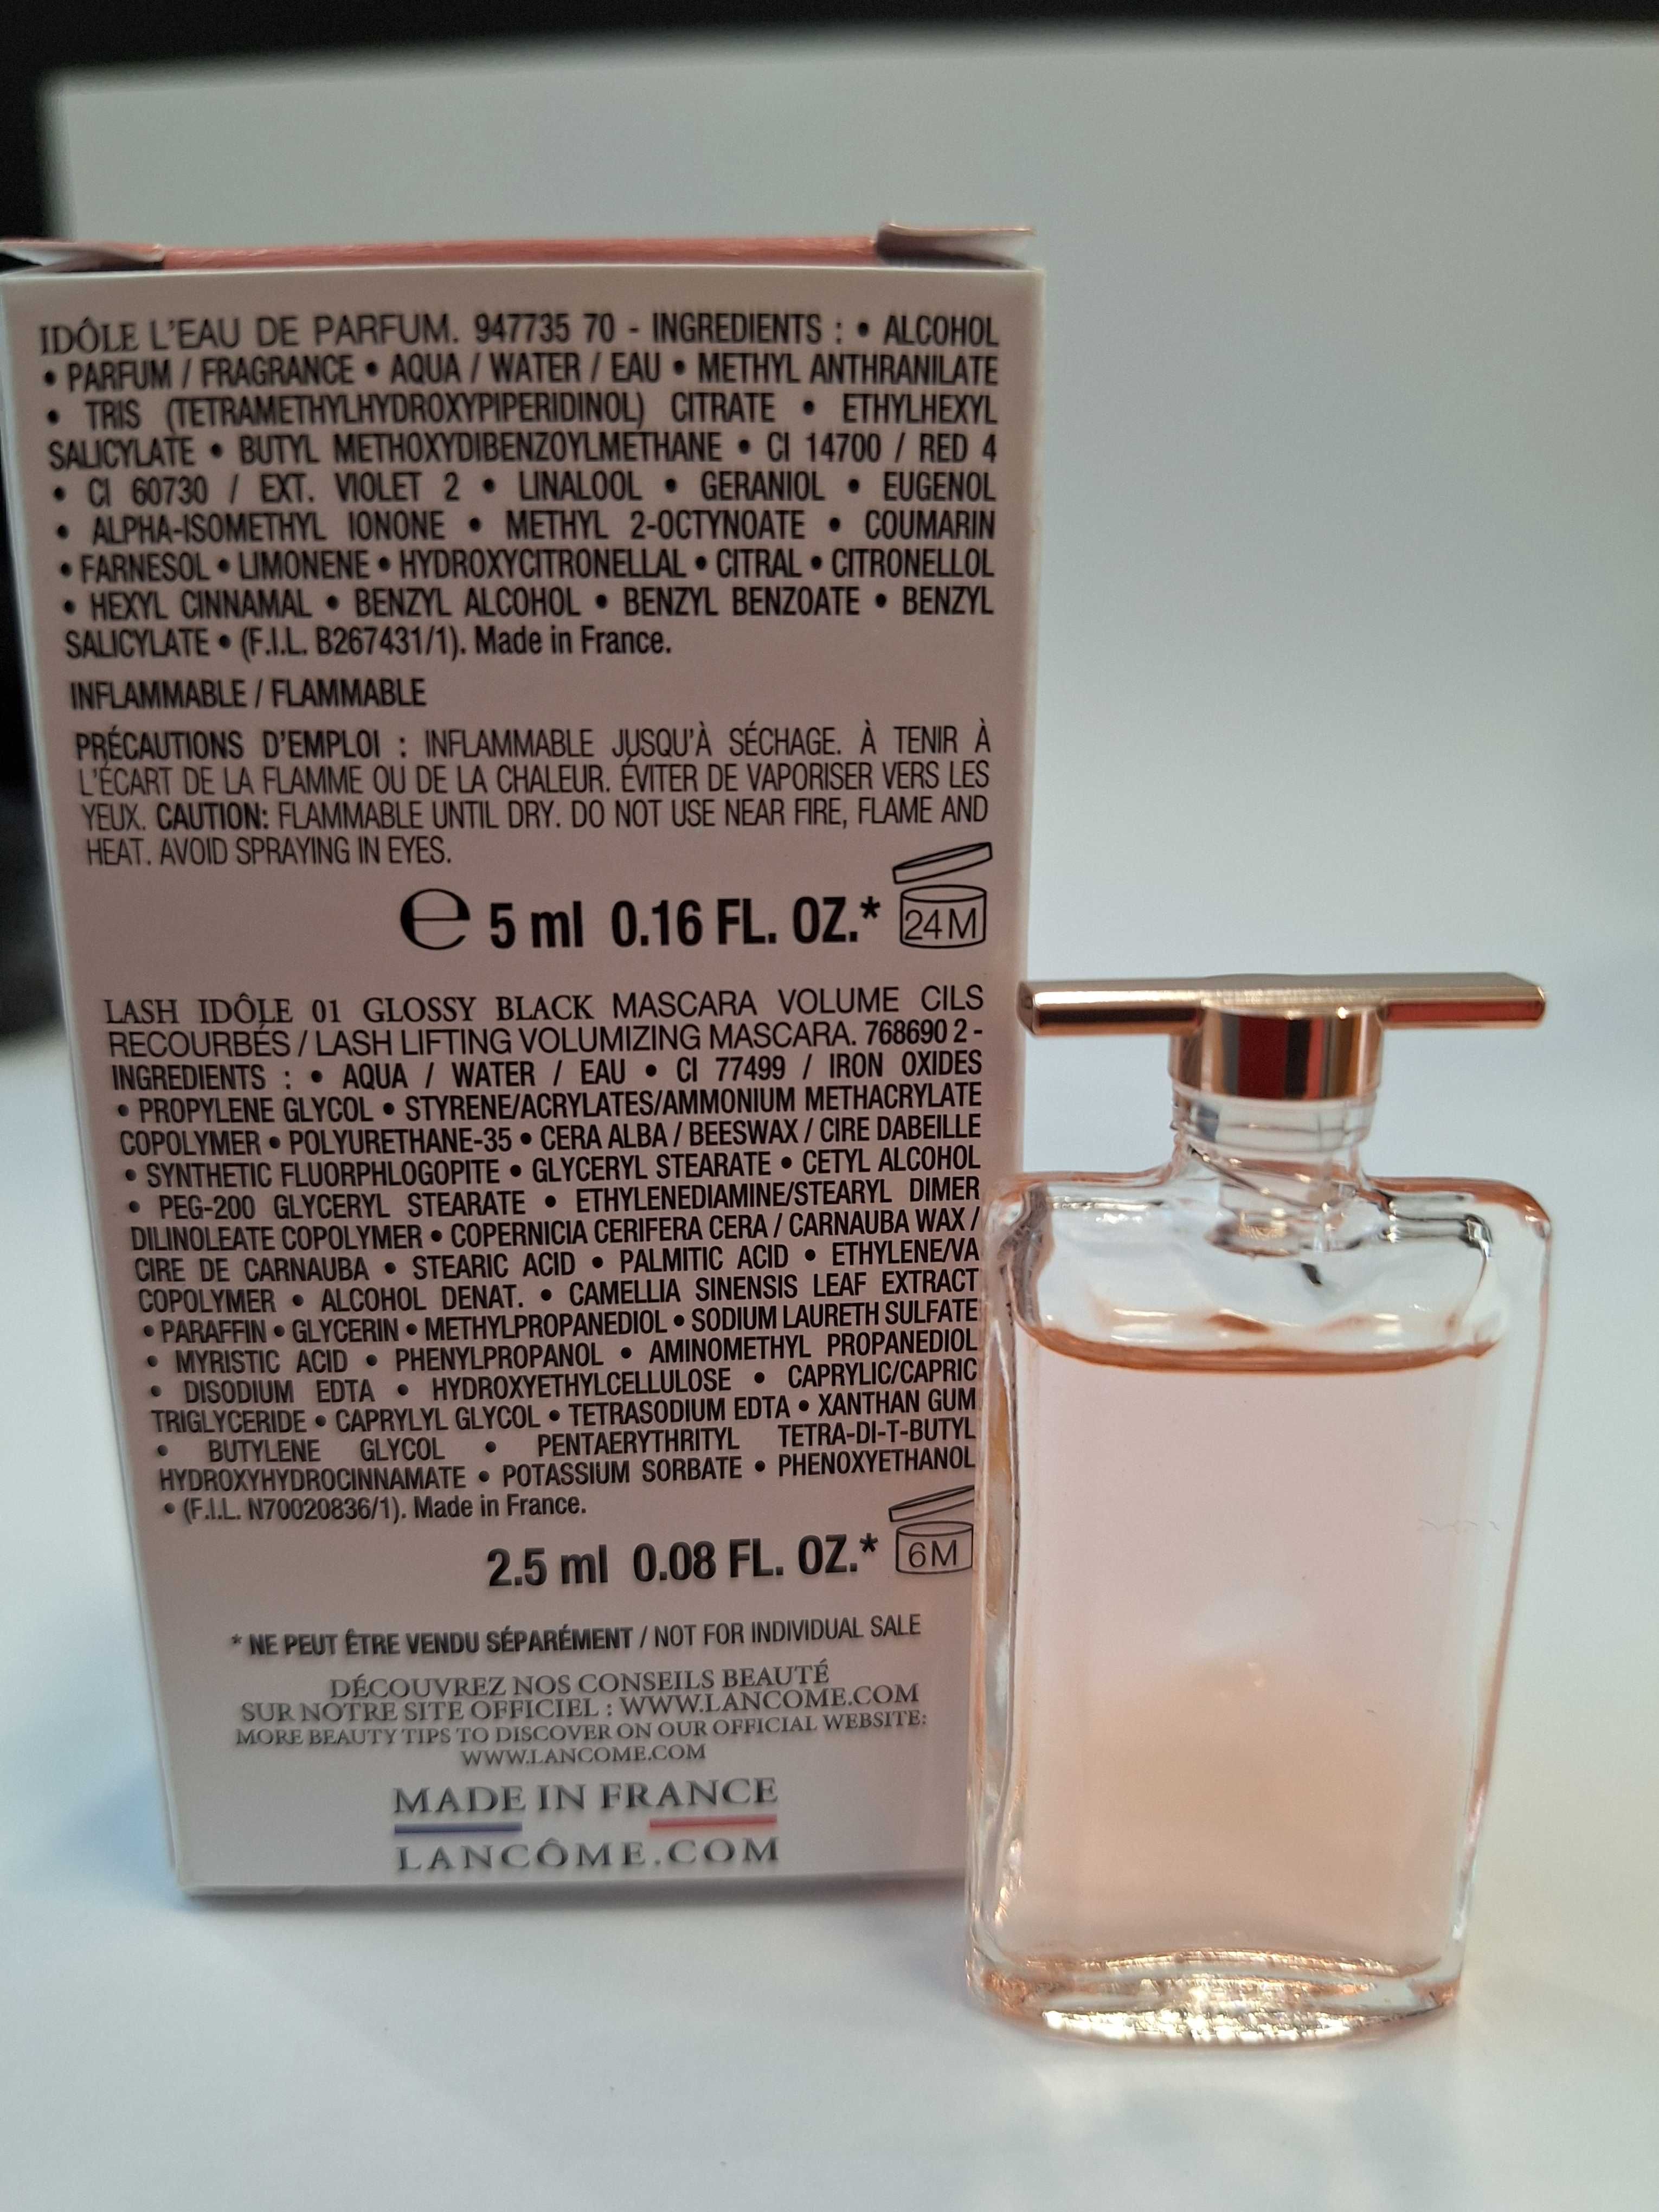 IDÔLE L'EAU DE PARFUM. 947735 70 - INGREDIENTS : • ALCOHOL
• PARFUM / FRAGRANCE • AQUA / WATER / EAU • METHYL ANTHRANILATE
• TRIS (TETRAMETHYLHYDROXYPIPERIDINOL) CITRATE • ETHYLHEXYL
SALICYLATE • BUTYL METHOXYDIBENZOYLMETHANE • CI 14700 / RED 4
• CI 60730 / EXT. VIOLET 2 • LINALOOL • GERANIOL • EUGENOL
• ALPHA-ISOMETHYL IONONE • METHYL 2-OCTYNOATE • COUMARIN
• FARNESOL • LIMONENE • HYDROXYCITRONELLAL • CITRAL • CITRONELLOL
• HEXYL CINNAMAL • BENZYL ALCOHOL • BENZYL BENZOATE • BENZYL
SALICYLATE • (F.I.L. B267431/1). Made in France.
INFLAMMABLE / FLAMMABLE
PRÉCAUTIONS D'EMPLOI : INFLAMMABLE JUSQU'À SÉCHAGE. À TENIR À
L'ÉCART DE LA FLAMME OU DE LA CHALEUR. ÉVITER DE VAPORISER VERS LES
YEUX. CAUTION: FLAMMABLE UNTIL DRY. DO NOT USE NEAR FIRE, FLAME AND
HEAT. AVOID SPRAYING IN EYES.
℮ 5 ml 0.16 FL. OZ.* 24M
LASH IDÔLE 01 GLOSSY BLACK MASCARA VOLUME CILS
RECOURBÉS / LASH LIFTING VOLUMIZING MASCARA. 768690 2 -
INGREDIENTS : • AQUA / WATER / EAU • CI 77499 / IRON OXIDES
• PROPYLENE GLYCOL • STYRENE/ACRYLATES/AMMONIUM METHACRYLATE
COPOLYMER • POLYURETHANE-35 • CERA ALBA / BEESWAX / CIRE DABEILLE
• SYNTHETIC FLUORPHLOGOPITE • GLYCERYL STEARATE • CETYL ALCOHOL
• PEG-200 GLYCERYL STEARATE • ETHYLENEDIAMINE/STEARYL DIMER
DILINOLEATE COPOLYMER • COPERNICIA CERIFERA CERA / CARNAUBA WAX /
CIRE DE CARNAUBA • STEARIC ACID • PALMITIC ACID • ETHYLENE/VA
COPOLYMER • ALCOHOL DENAT. • CAMELLIA SINENSIS LEAF EXTRACT
• PARAFFIN • GLYCERIN • METHYLPROPANEDIOL • SODIUM LAURETH SULFATE
• MYRISTIC ACID • PHENYLPROPANOL • AMINOMETHYL PROPANEDIOL
• DISODIUM EDTA • HYDROXYETHYLCELLULOSE • CAPRYLIC/CAPRIC
TRIGLYCERIDE • CAPRYLYL GLYCOL • TETRASODIUM EDTA • XANTHAN GUM
• BUTYLENE GLYCOL • PENTAERYTHRITYL TETRA-DI-T-BUTYL
HYDROXYHYDROCINNAMATE • POTASSIUM SORBATE • PHENOXYETHANOL
• (F.I.L. N70020836/1). Made in France.
2.5 ml 0.08 FL. OZ.* 6M
* NE PEUT ÊTRE VENDU SÉPARÉMENT / NOT FOR INDIVIDUAL SALE
DÉCOUVREZ NOS CONSEILS BEAUTÉ
SUR NOTRE SITE OFFICIEL : WWW.LANCOME.COM
MORE BEAUTY TIPS TO DISCOVER ON OUR OFFICIAL WEBSITE:
WWW.LANCOME.COM
MADE IN FRANCE
LANCÔME.COM